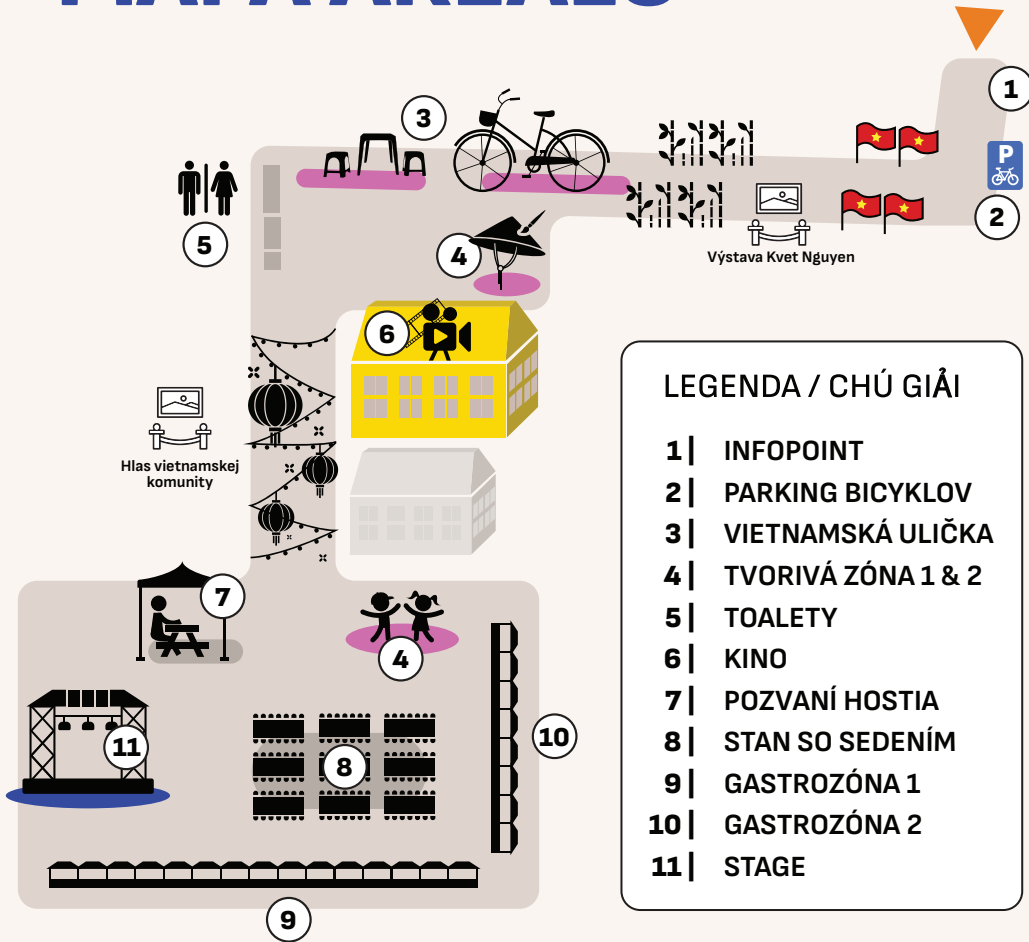 MAPA AREÁLU
1
3
P
2
5
4
Výstava Kvet Nguyen
6
Hlas vietnamskej
komunity
7
4
11
8
10
9
LEGENDA / CHÚ GIẢI
1| INFOPOINT
2| PARKING BICYKLOV
3| VIETNAMSKÁ ULIČKA
4| TVORIVÁ ZÓNA 1 & 2
5| TOALETY
6| KINO
7| POZVANÍ HOSTIA
8| STAN SO SEDENÍM
9| GASTROZÓNA 1
10| GASTROZÓNA 2
11| STAGE